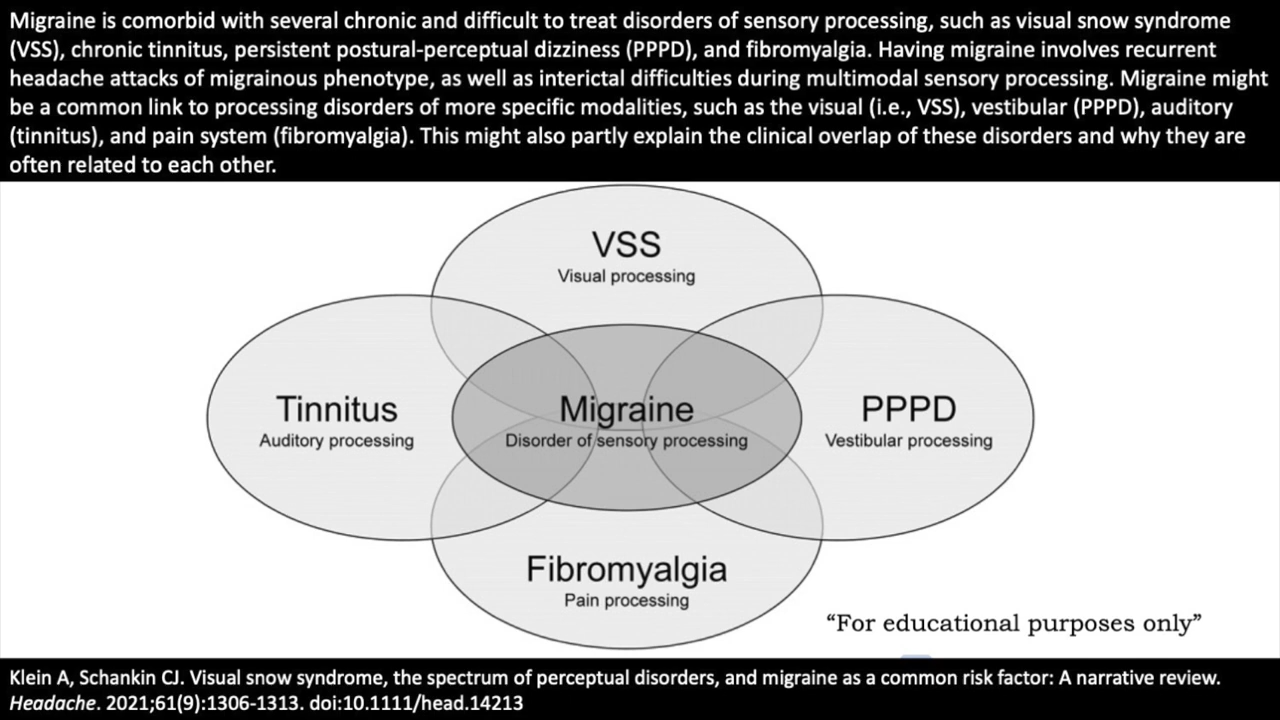 Migraine is comorbid with several chronic and difficult to treat disorders of sensory processing, such as visual snow syndrome
(VSS), chronic tinnitus, persistent postural-perceptual dizziness (PPPD), and fibromyalgia. Having migraine involves recurrent
headache attacks of migrainous phenotype, as well as interictal difficulties during multimodal sensory processing. Migraine might
be a common link to processing disorders of more specific modalities, such as the visual (i.e., VSS), vestibular (PPPD), auditory
(tinnitus), and pain system (fibromyalgia). This might also partly explain the clinical overlap of these disorders and why they are
often related to each other.
VSS
Visual processing
Tinnitus
Auditory processing
Migraine
Disorder of sensory processing
PPPD
Vestibular processing
Fibromyalgia
Pain processing
“For educational purposes only”
Klein A, Schankin CJ. Visual snow syndrome, the spectrum of perceptual disorders, and migraine as a common risk factor: A narrative review.
Headache. 2021;61(9):1306-1313. doi:10.1111/head.14213